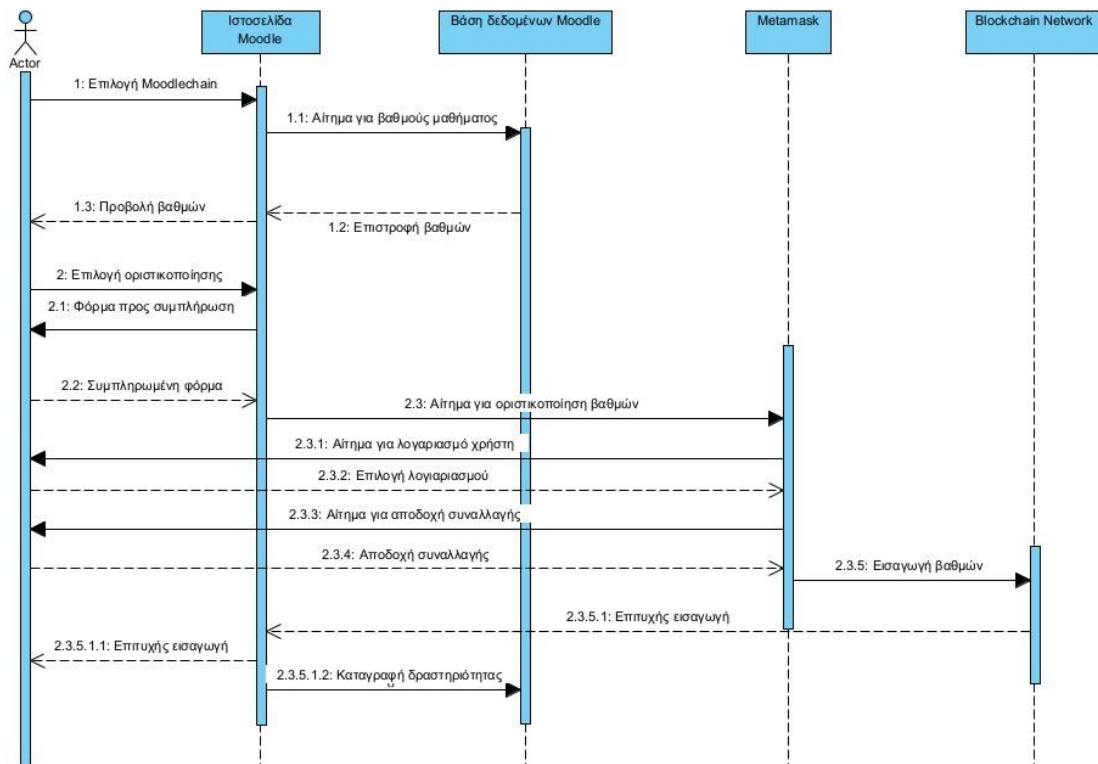 Ιστοσελίδα
Moodle
Βάση δεδομένων Moodle
Metamask
Blockchain Network
Actor
1: Επιλογή Moodlechain
1.1: Αίτημα για βαθμούς μαθήματος
1.3: Προβολή βαθμών
1.2: Επιστροφή βαθμών
2: Επιλογή οριστικοποίησης
2.1: Φόρμα προς συμπλήρωση
2.2: Συμπληρωμένη φόρμα
2.3: Αίτημα για οριστικοποίηση βαθμών
2.3.1: Αίτημα για λογαριασμό χρήστη
2.3.2: Επιλογή λογιαριασμού
2.3.3: Αίτημα για αποδοχή συναλλαγής
2.3.4: Αποδοχή συναλλαγής
2.3.5: Εισαγωγή βαθμών
2.3.5.1: Επιτυχής εισαγωγή
2.3.5.1.1: Επιτυχής εισαγωγή
2.3.5.1.2: Καταγραφή δραστηριότητας